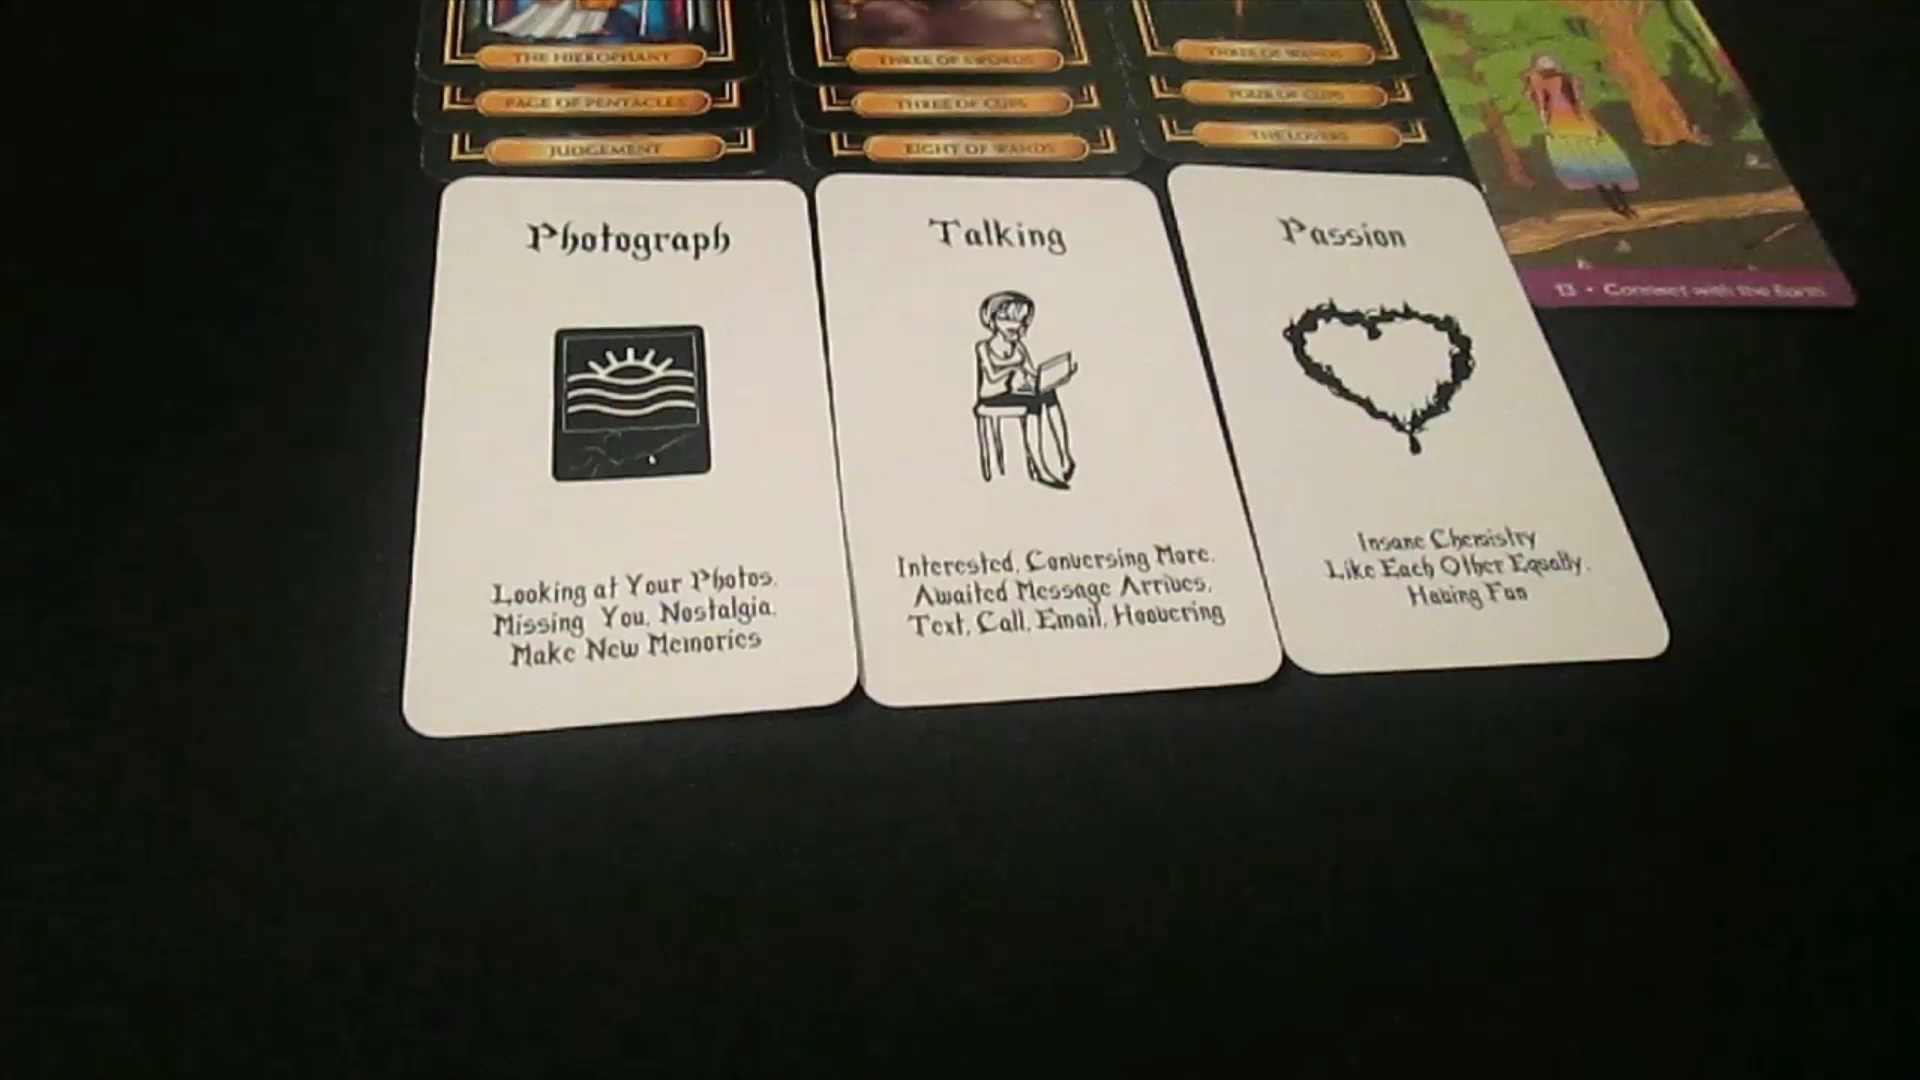 THE HIEROPHANT
THREE OF SWORDS
THREE OF WANDS
PAGE OF PENTACLES
THREE OF CUPS
FOUR OF CUPS
JUDGEMENT
EIGHT OF WANDS
THE LOVERS
13 • Connect with the Earth
Photograph
Looking at Your Photos,
Missing You, Nostalgia,
Make New Memories
Talking
Interested, Conversing More,
Awaited Message Arrives,
Text, Call, Email, Hoovering
Passion
Insane Chemistry
Like Each Other Equally,
Having Fun